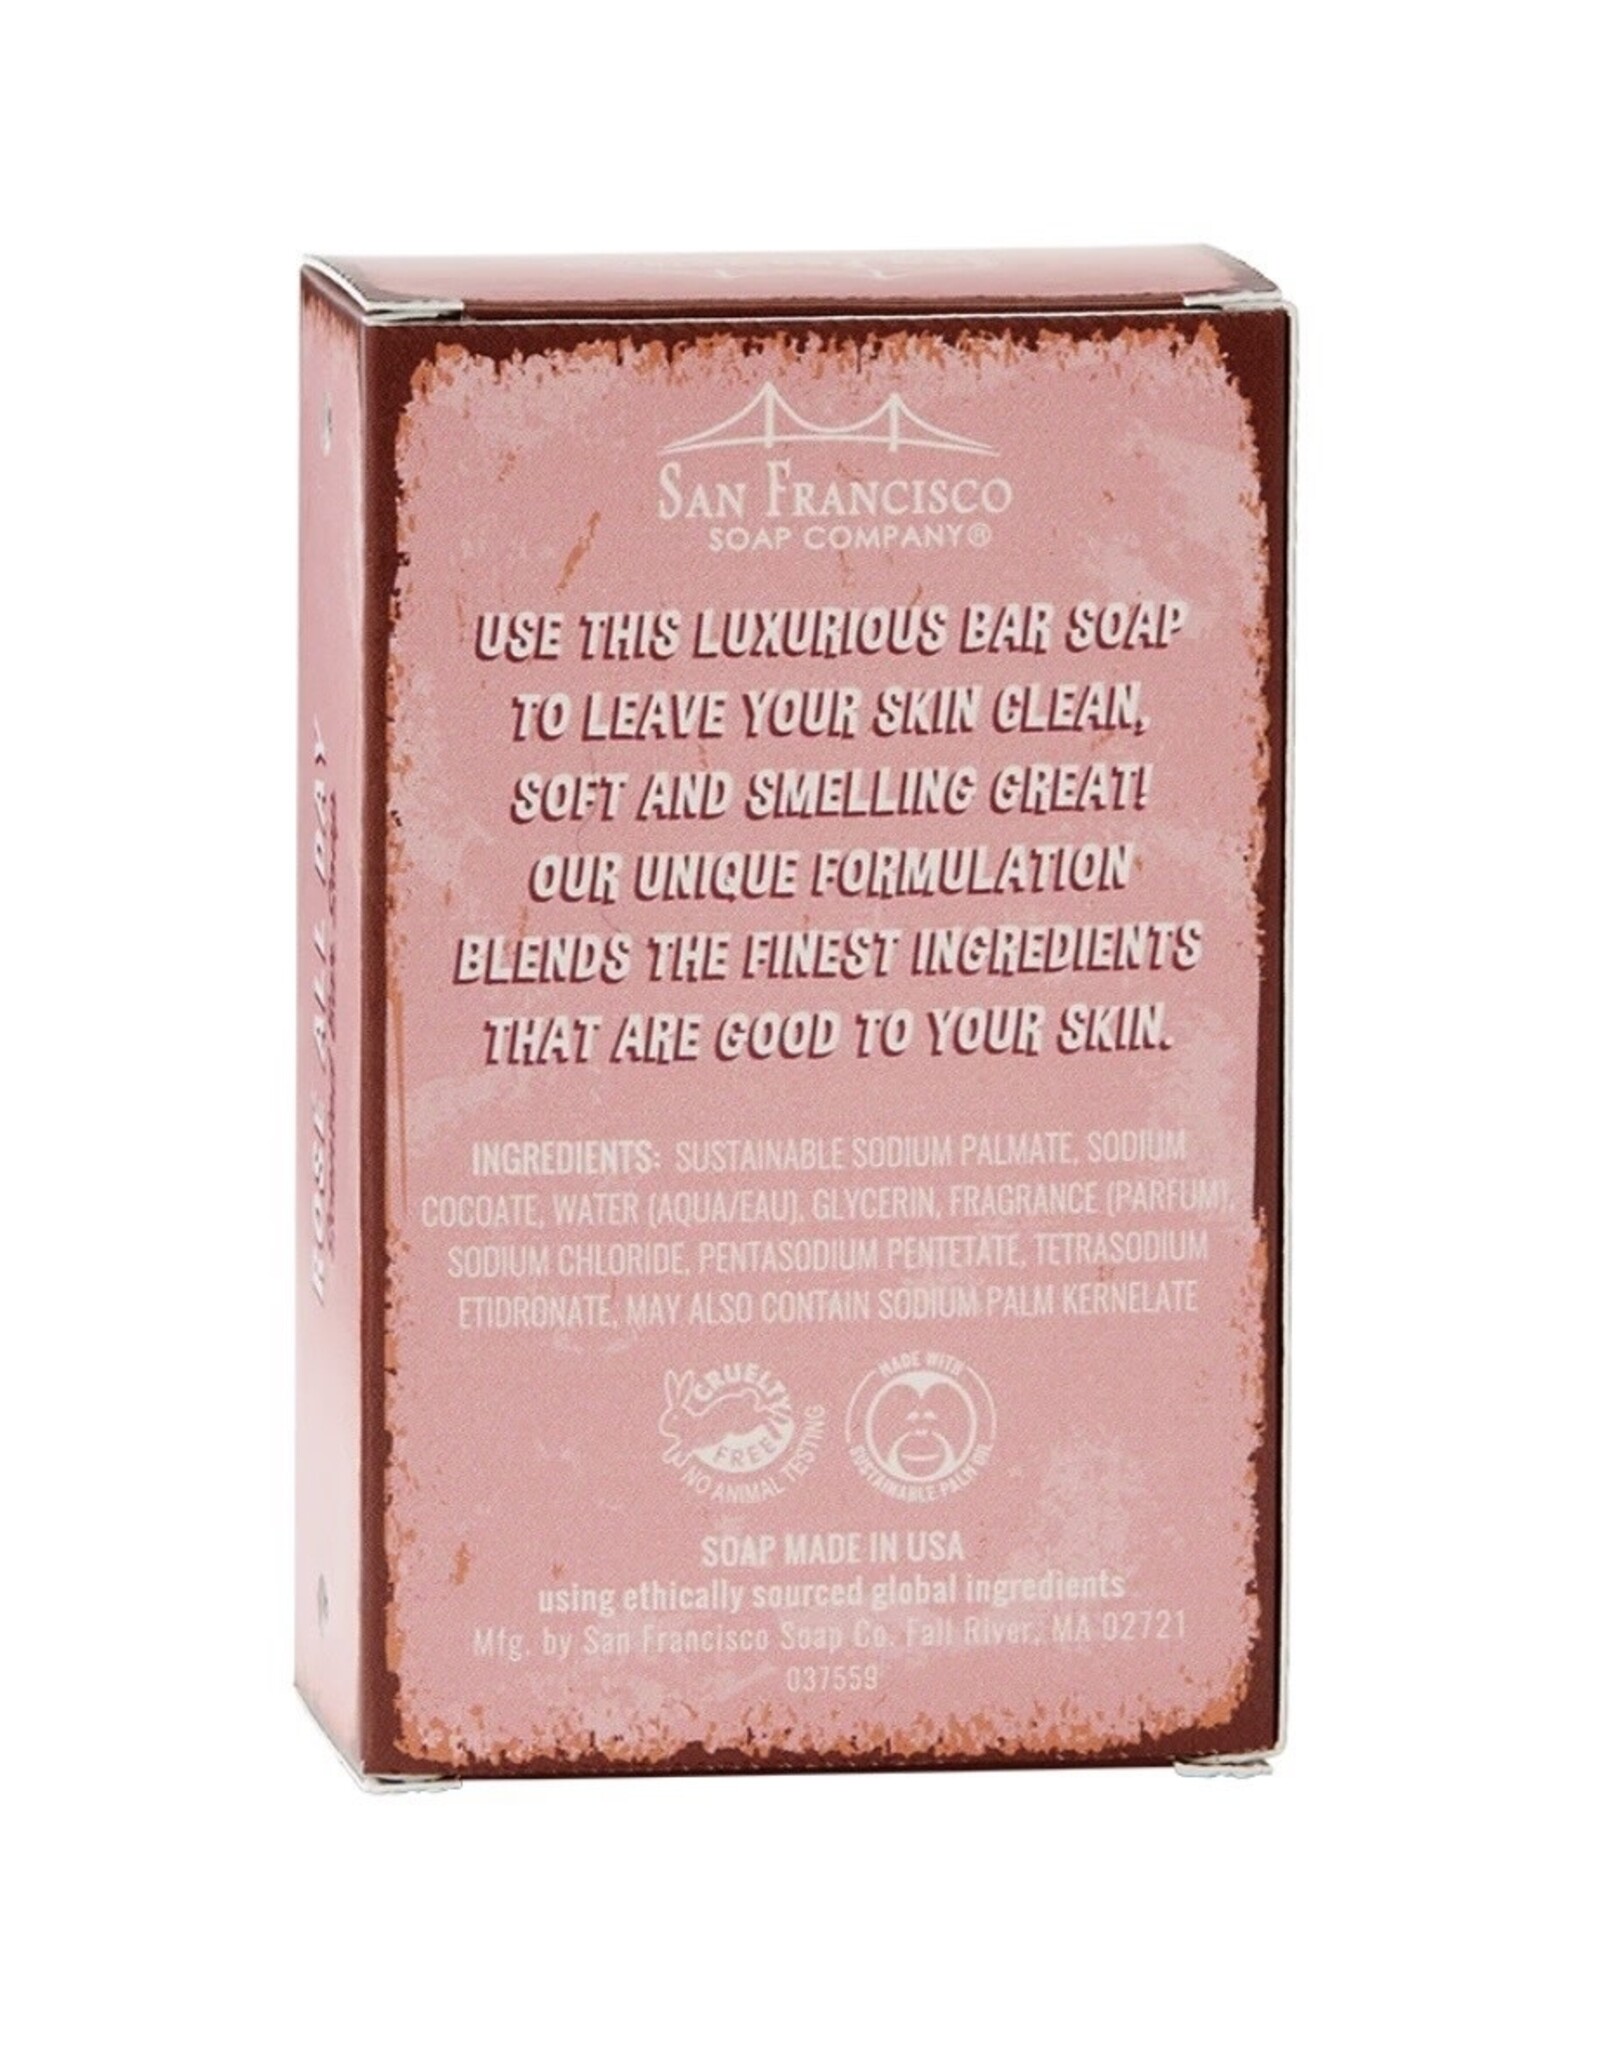 SAN FRANCISCO
SOAP COMPANY®
USE THIS LUXURIOUS BAR SOAP
TO LEAVE YOUR SKIN CLEAN,
SOFT AND SMELLING GREAT!
OUR UNIQUE FORMULATION
BLENDS THE FINEST INGREDIENTS
THAT ARE GOOD TO YOUR SKIN.
INGREDIENTS: SUSTAINABLE SODIUM PALMATE, SODIUM
COCOATE, WATER (AQUA/EAU), GLYCERIN, FRAGRANCE (PARFUM),
SODIUM CHLORIDE, PENTASODIUM PENTETATE, TETRASODIUM
ETIDRONATE, MAY ALSO CONTAIN SODIUM PALM KERNELATE
CRUELTY
FREE
NO ANIMAL TESTING
MADE WITH
SUSTAINABLE PALM OIL
SOAP MADE IN USA
using ethically sourced global ingredients
Mfg. by San Francisco Soap Co. Fall River, MA 02721
037559
ROSE ALL DAY